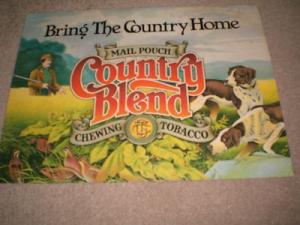 Bring The Country Home
MAIL POUCH
Country
Blend
CHEWING TOBACCO